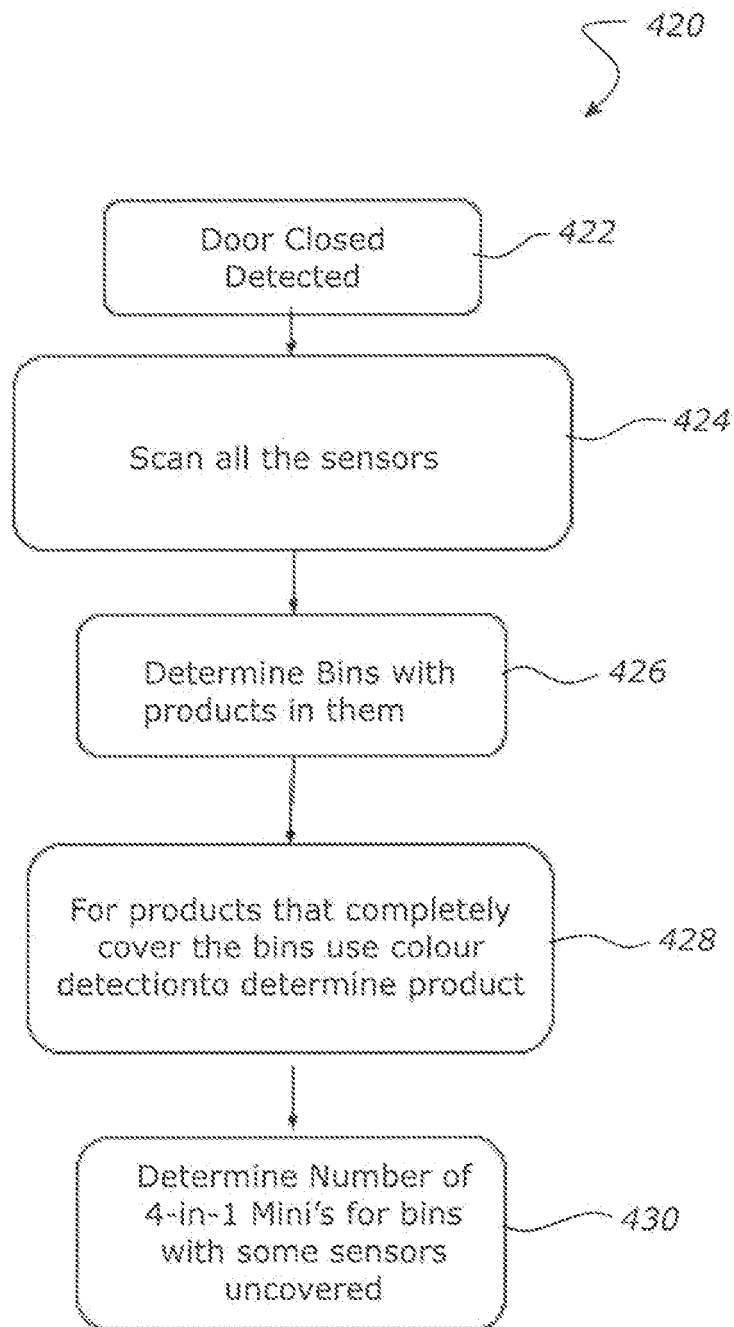 420
Door Closed
Detected
422
Scan all the sensors
424
Determine Bins with
products in them
426
For products that completely
cover the bins use colour
detectionto determine product
428
Determine Number of
4-in-1 Mini's for bins
with some sensors
uncovered
430